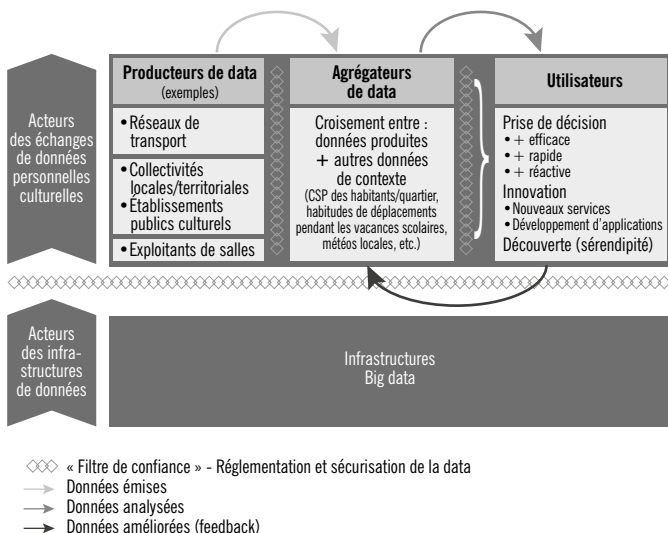 Acteurs
des échanges
de données
personnelles
culturelles
Producteurs de data
(exemples)
• Réseaux de
transport
• Collectivités
locales/territoriales
• Établissements
publics culturels
• Exploitants de salles
Agrégateurs
de data
Croisement entre :
données produites
+ autres données
de contexte
(CSP des habitants/quartier,
habitudes de déplacements
pendant les vacances scolaires,
météos locales, etc.)
Utilisateurs
Prise de décision
• + efficace
• + rapide
• + réactive
Innovation
• Nouveaux services
• Développement d'applications
Découverte (sérendipité)
Acteurs
des infra-
structures
de données
Infrastructures
Big data
« Filtre de confiance » - Réglementation et sécurisation de la data
Données émises
Données analysées
Données améliorées (feedback)